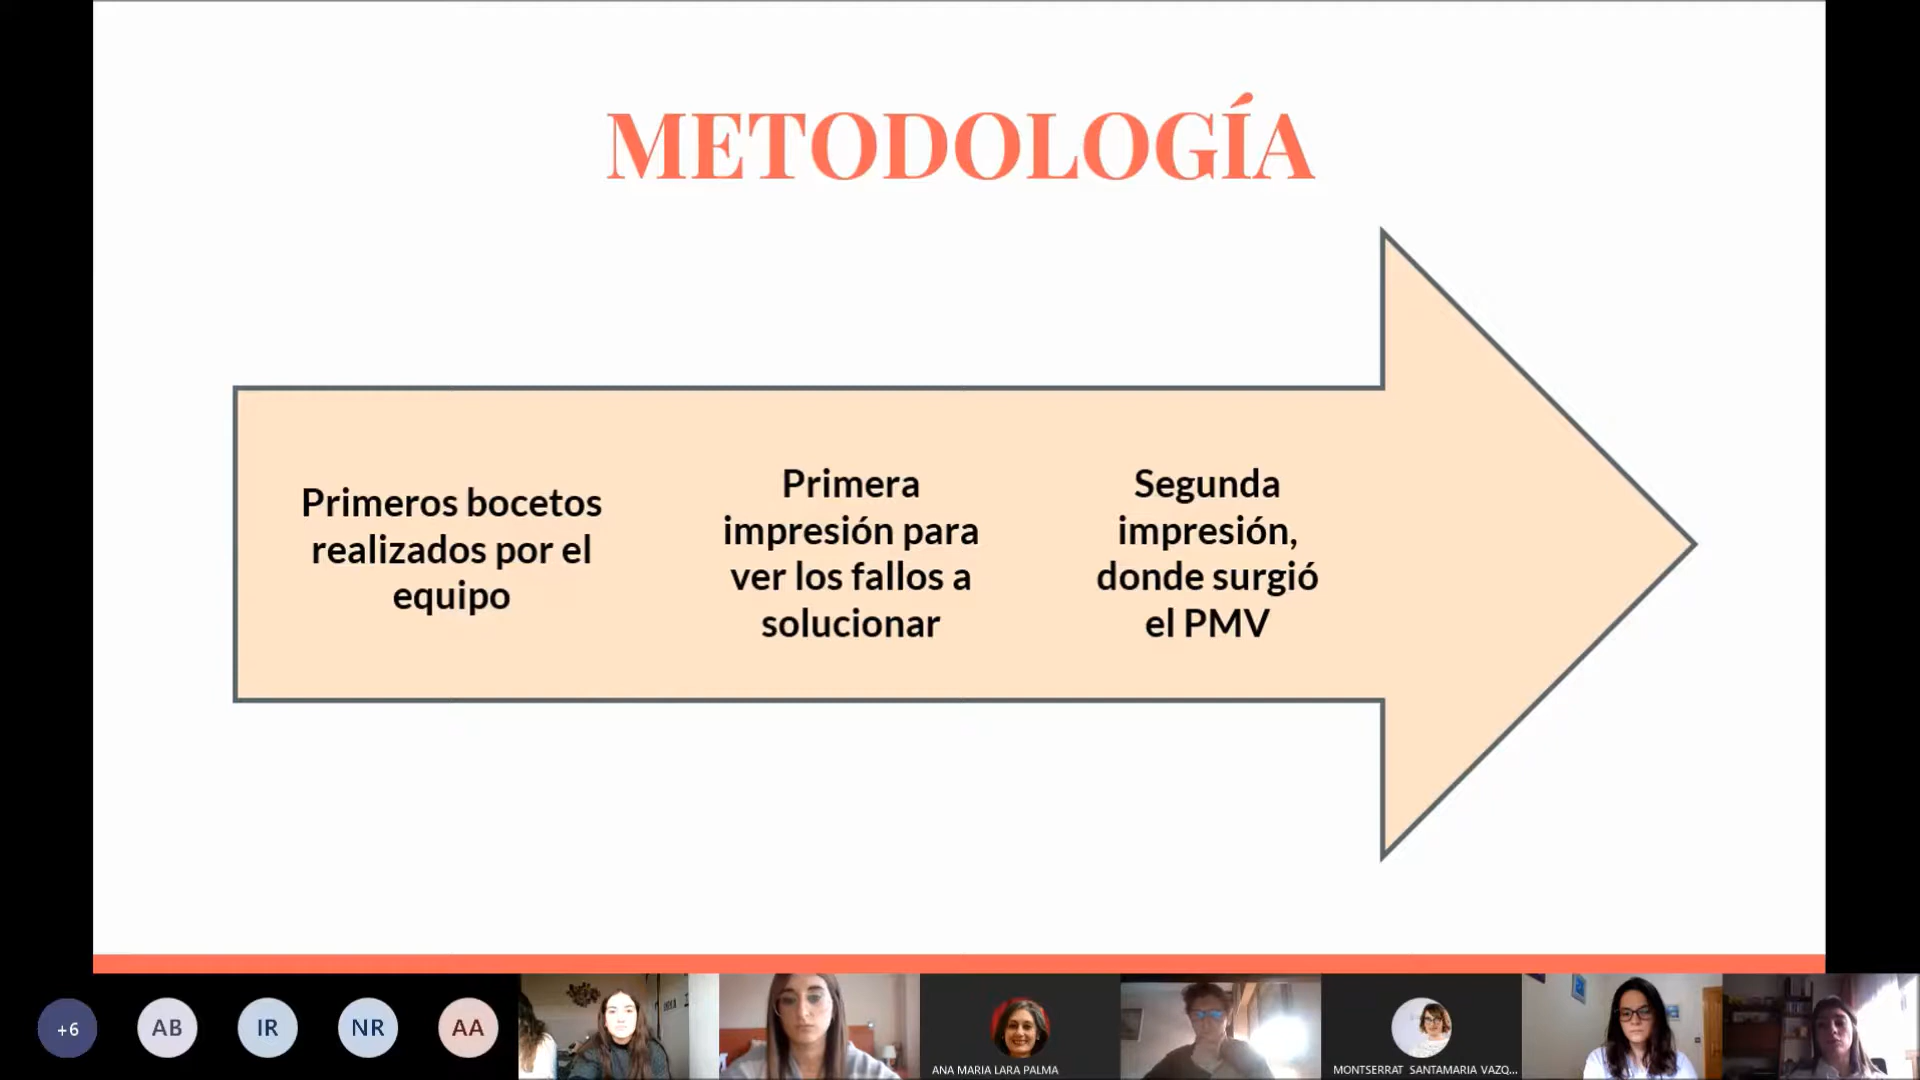 METODOLOGÍA
Primeros bocetos
realizados por el
equipo
Primera
impresión para
ver los fallos a
solucionar
Segunda
impresión,
donde surgió
el PMV
+6
AB
IR
NR
AA
ANA MARIA LARA PALMA
MONTSERRAT SANTAMARIA VAZQ...